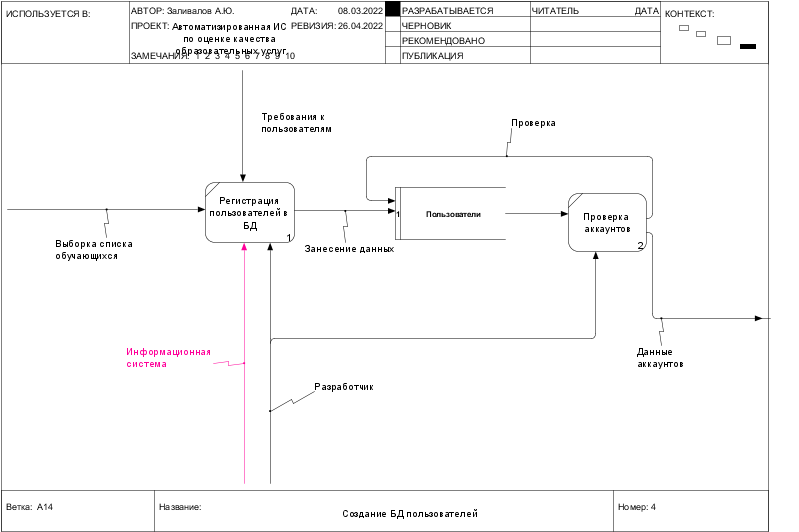 ИСПОЛЬЗУЕТСЯ В:
АВТОР: Заливалов А.Ю.
ДАТА: 08.03.2022
РАЗРАБАТЫВАЕТСЯ
ЧИТАТЕЛЬ
ДАТА
КОНТЕКСТ:
ПРОЕКТ: Автоматизированная ИС
по оценке качества
образовательных услуг
РЕВИЗИЯ: 26.04.2022
ЧЕРНОВИК
РЕКОМЕНДОВАНО
ЗАМЕЧАНИЯ: 1 2 3 4 5 6 7 8 9 10
ПУБЛИКАЦИЯ
Требования к
пользователям
Проверка
Регистрация
пользователей в
БД
1
1
Пользователи
Проверка
аккаунтов
2
Выборка списка
обучающихся
Занесение данных
Информационная
система
Разработчик
Данные
аккаунтов
Ветка: A14
Название:
Создание БД пользователей
Номер: 4